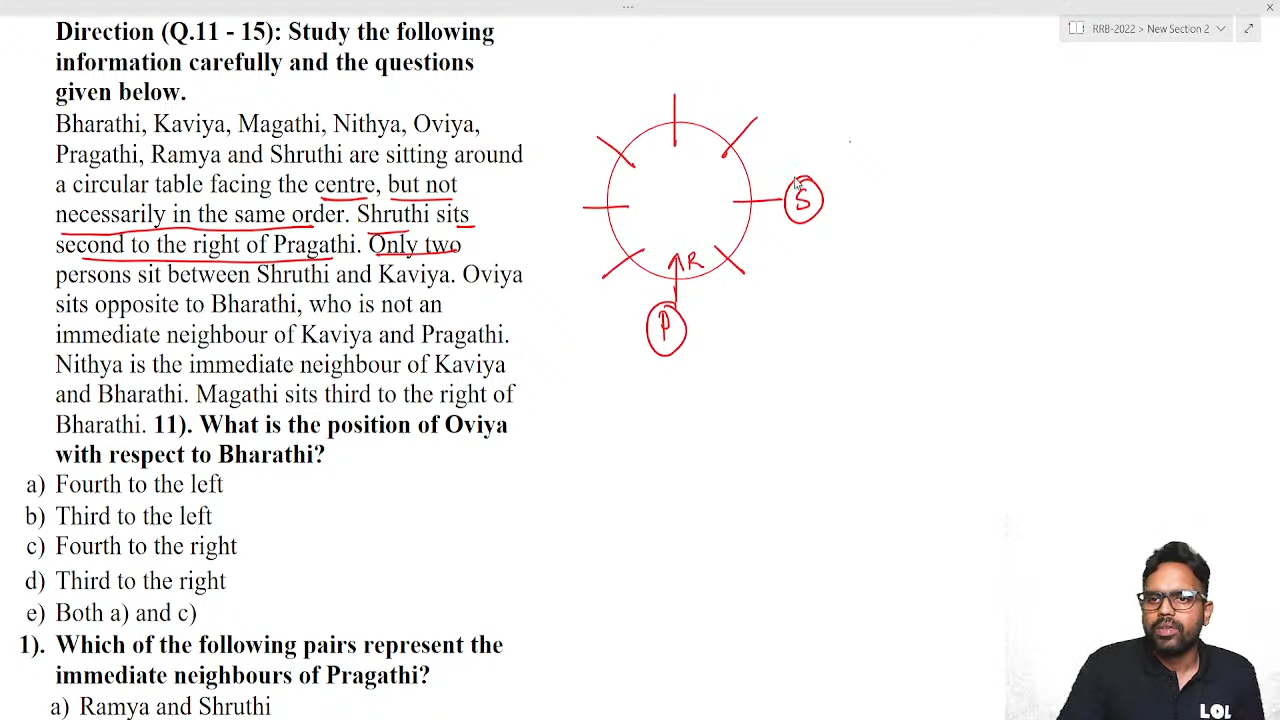 RRB-2022 > New Section 2
Direction (Q.11 - 15): Study the following
information carefully and the questions
given below.
Bharathi, Kaviya, Magathi, Nithya, Oviya,
Pragathi, Ramya and Shruthi are sitting around
a circular table facing the centre, but not
necessarily in the same order. Shruthi sits
second to the right of Pragathi. Only two
persons sit between Shruthi and Kaviya. Oviya
sits opposite to Bharathi, who is not an
immediate neighbour of Kaviya and Pragathi.
Nithya is the immediate neighbour of Kaviya
and Bharathi. Magathi sits third to the right of
Bharathi. 11). What is the position of Oviya
with respect to Bharathi?
a) Fourth to the left
b) Third to the left
c) Fourth to the right
d) Third to the right
e) Both a) and c)
1). Which of the following pairs represent the
immediate neighbours of Pragathi?
a) Ramya and Shruthi
S
R
P
LOL